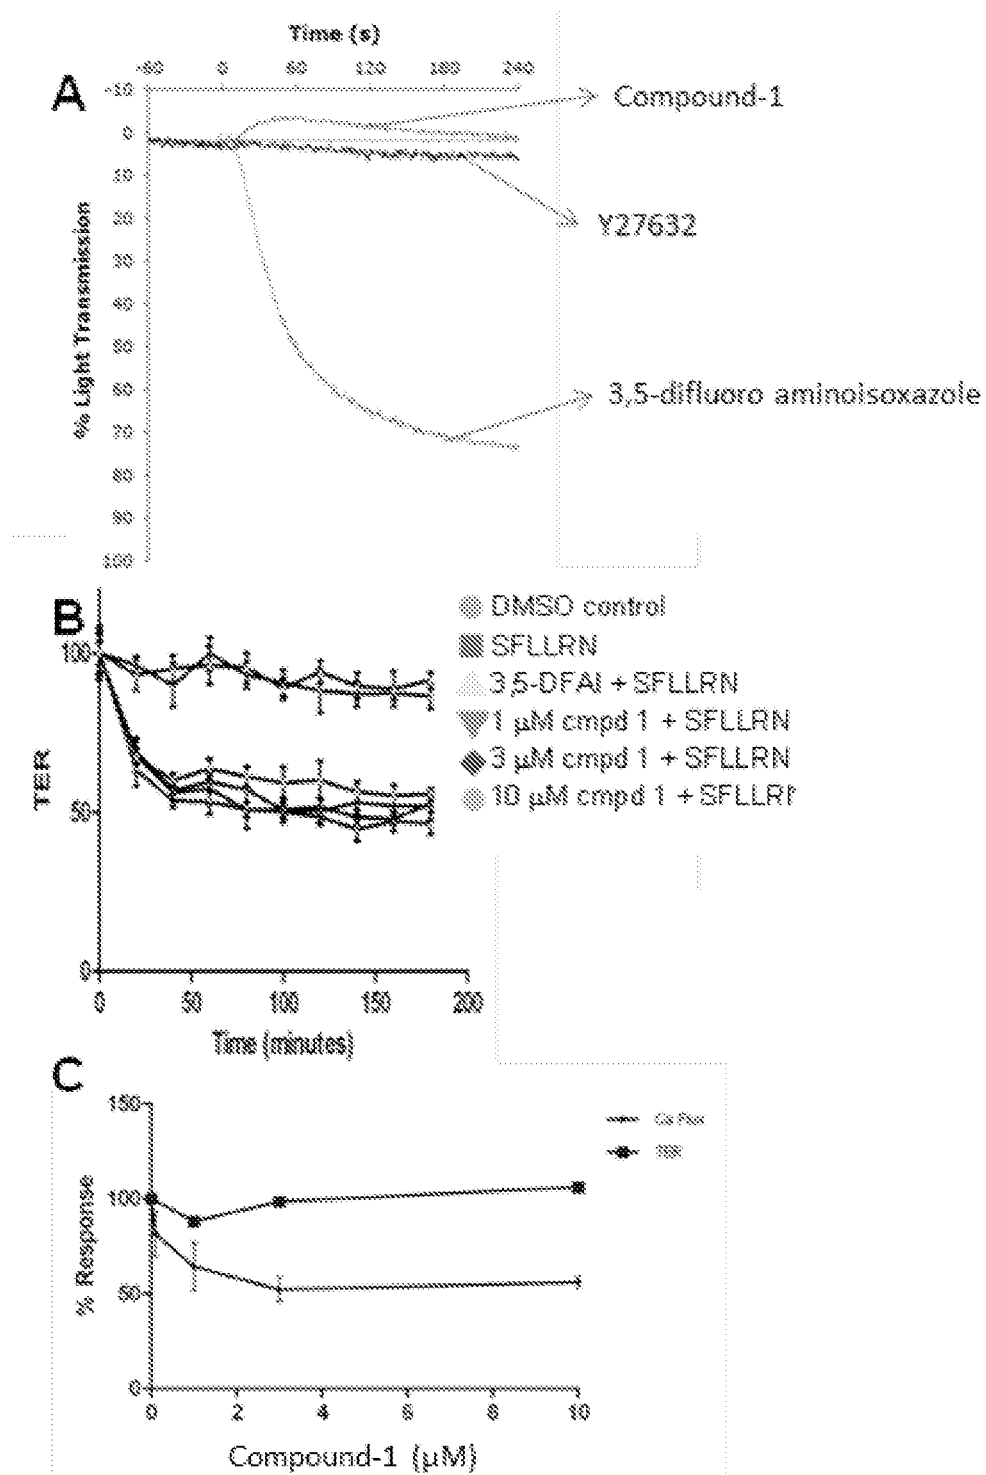 Time (s)
A
-60 0 60 120 180 240
-10
0
10
20
30
40
50
60
70
80
90
100
% Light Transmission
Compound-1
Y27632
3,5-difluoro aminoisoxazole
B
100
50
0
TER
0 50 100 150 200
Time (minutes)
DMSO control
SFLLRN
3,5-DFAI + SFLLRN
1 μM cmpd 1 + SFLLRN
3 μM cmpd 1 + SFLLRN
10 μM cmpd 1 + SFLLRN
C
150
100
50
0
% Response
Ca Flux
TER
0 2 4 6 8 10
Compound-1 (μM)